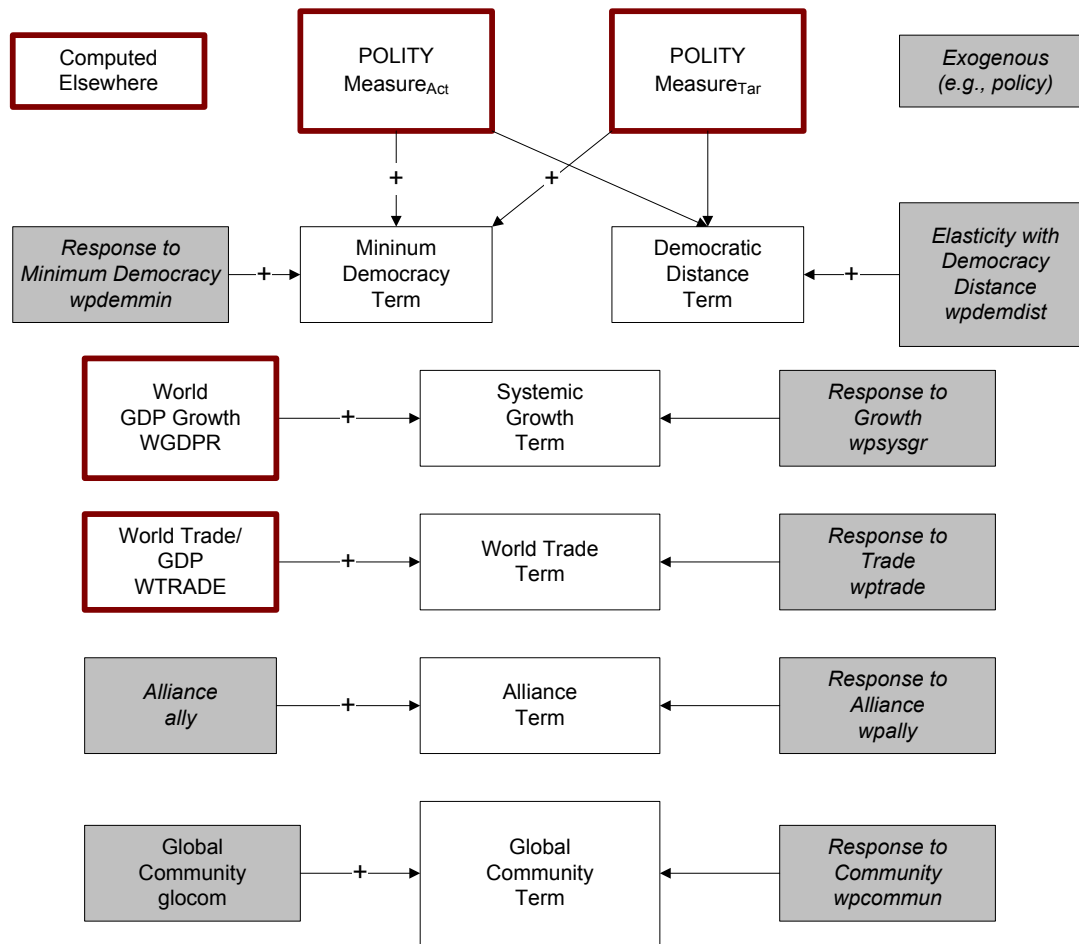 Computed
Elsewhere
POLITY
MeasureAct
POLITY
MeasureTar
Exogenous
(e.g., policy)
+
+
Response to
Minimum Democracy
wpdemmin
+
Mininum
Democracy
Term
Democratic
Distance
Term
+
Elasticity with
Democracy
Distance
wpdemdist
World
GDP Growth
WGDPR
+
Systemic
Growth
Term
Response to
Growth
wpsysgr
World Trade/
GDP
WTRADE
+
World Trade
Term
Response to
Trade
wptrade
Alliance
ally
+
Alliance
Term
Response to
Alliance
wpally
Global
Community
glocom
+
Global
Community
Term
Response to
Community
wpcommun